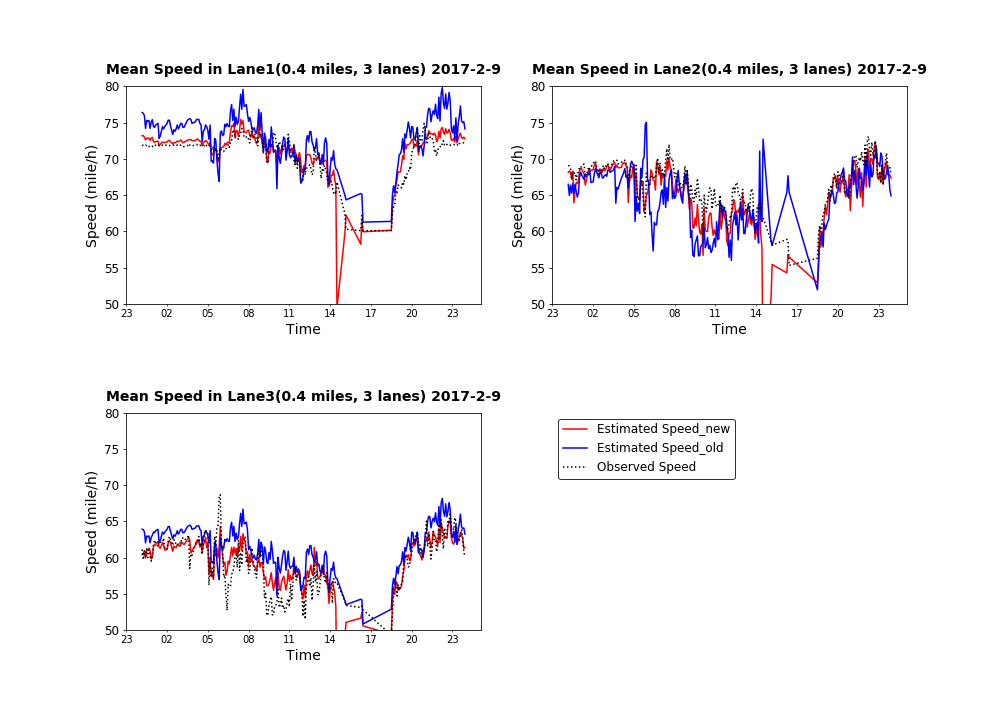 Mean Speed in Lane1(0.4 miles, 3 lanes) 2017-2-9
80
75
70
65
60
55
50
Speed (mile/h)
23 02 05 08 11 14 17 20 23
Time
Mean Speed in Lane2(0.4 miles, 3 lanes) 2017-2-9
80
75
70
65
60
55
50
Speed (mile/h)
23 02 05 08 11 14 17 20 23
Time
Mean Speed in Lane3(0.4 miles, 3 lanes) 2017-2-9
80
75
70
65
60
55
50
Speed (mile/h)
23 02 05 08 11 14 17 20 23
Time
Estimated Speed_new
Estimated Speed_old
Observed Speed